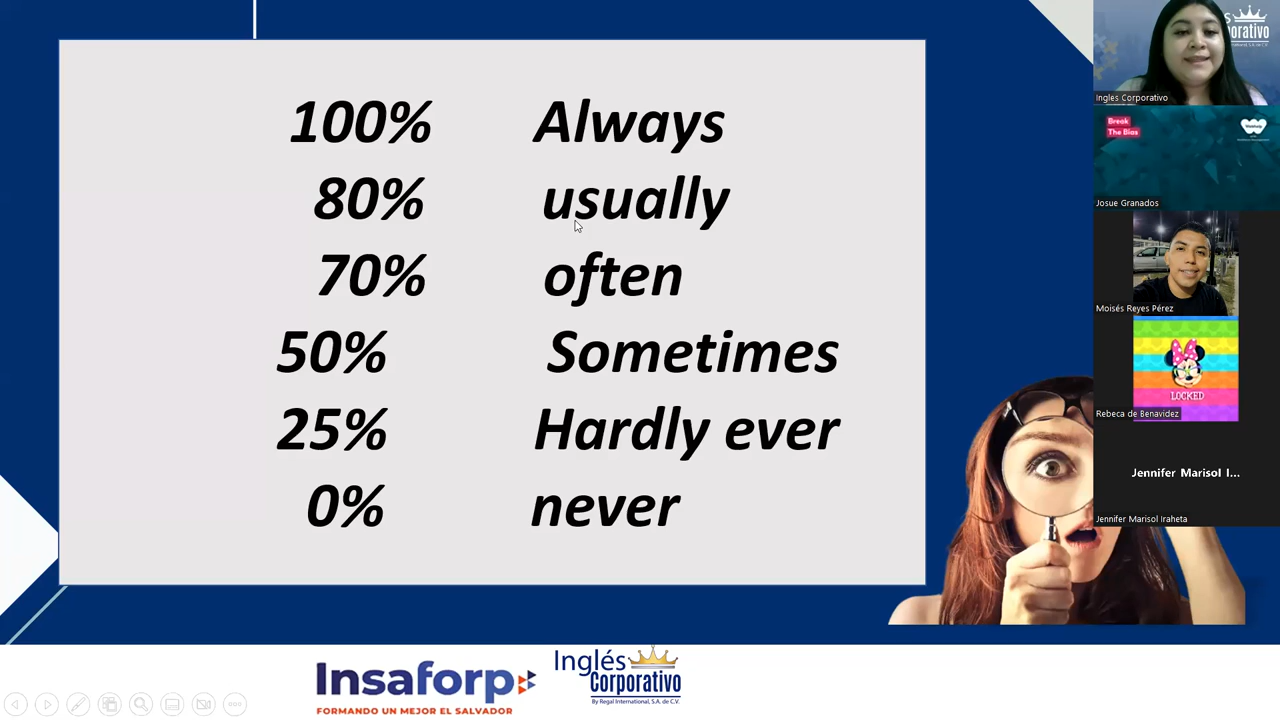 100% Always
80% usually
70% often
50% Sometimes
25% Hardly ever
0% never
Insaforp
FORMANDO UN MEJOR EL SALVADOR
Inglés
Corporativo
By Regal International, S.A. de C.V.
Ingles Corporativo
Break
The Bias
Josue Granados
Moisés Reyes Pérez
LOCKED
Rebeca de Benavidez
Jennifer Marisol I...
Jennifer Marisol Iraheta